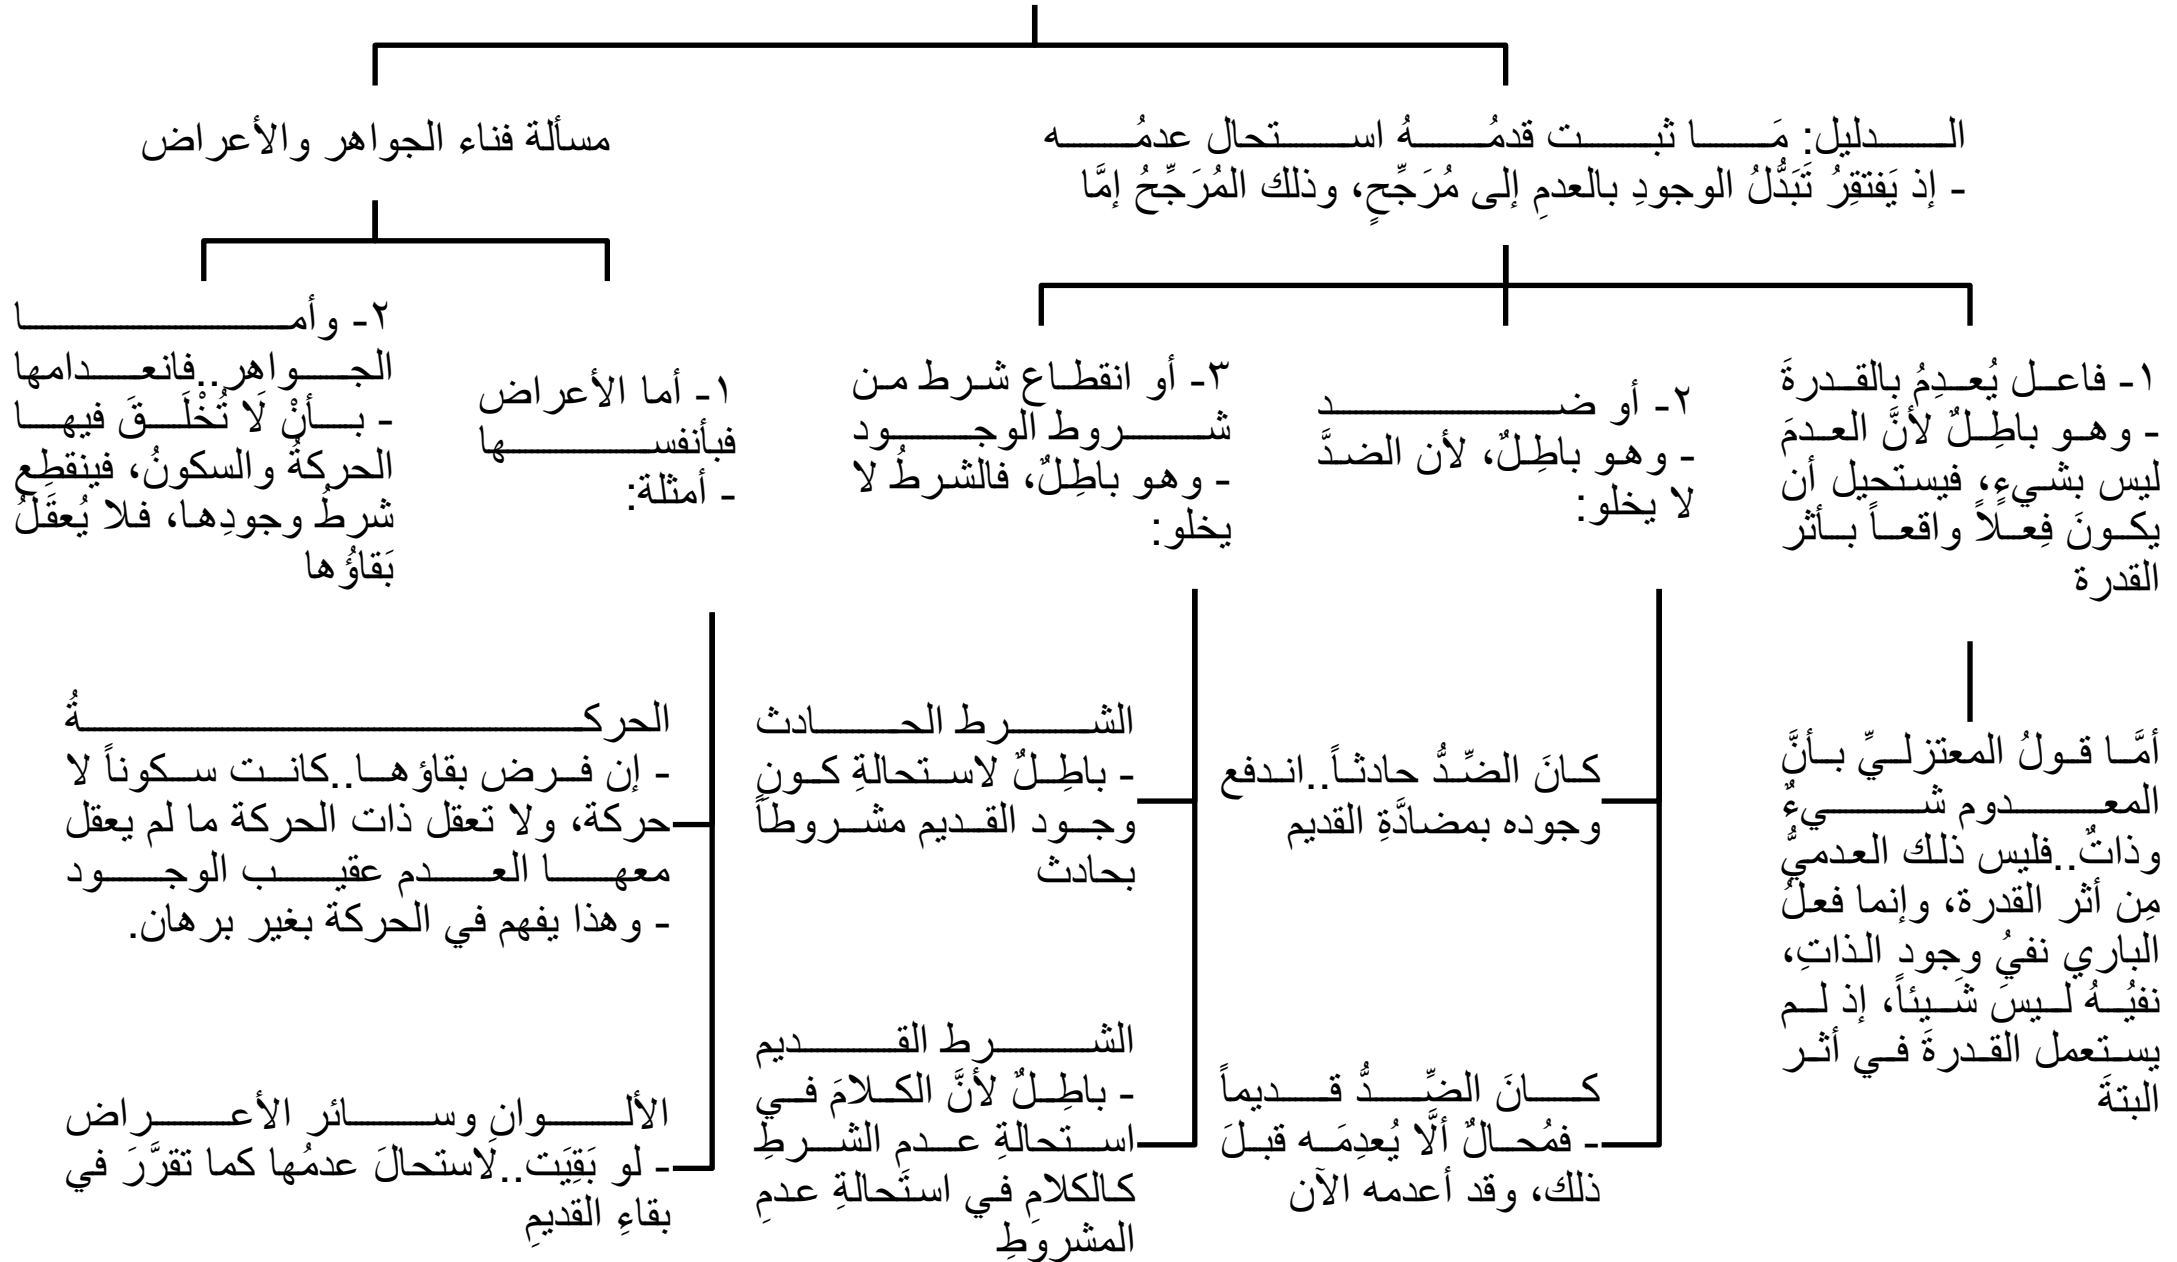 الدليل: مَا ثبت قدمُهُ استحال عدمُه
- إذ يَفتقِرُ تَبَدُّلُ الوجودِ بالعدمِ إلى مُرَجِّحٍ، وذلك المُرَجِّحُ إمَّا
مسألة فناء الجواهر والأعراض
١- فاعل يُعدِمُ بالقدرةَ
- وهو باطِلٌ لأنَّ العدمَ
ليس بشيءٍ، فيستحيل أن
يكونَ فِعلاً واقعاً بأثر
القدرة
٢- أو ضد
- وهو باطِلٌ، لأن الضدَّ
لا يخلو:
٣- أو انقطاع شرط من
شروط الوجود
- وهو باطِلٌ، فالشرطُ لا
يخلو:
١- أما الأعراض
فبأنفسها
- أمثلة:
٢- وأما
الجواهر..فانعدامها
- بأنْ لَا تُخْلَقَ فيها
الحركةُ والسكونُ، فينقطِع
شرطُ وجودِها، فلا يُعقَلُ
بَقاؤُها
أمَّا قولُ المعتزليِّ بأنَّ
المعدوم شيءٌ
وذاتٌ..فليس ذلك العدميُّ
مِن أثر القدرة، وإنما فعلُ
الباري نفيُ وجود الذاتِ،
نفيُهُ ليسَ شَيئاً، إذ لم
يستعمل القدرةَ في أثر
البتةَ
كانَ الضِّدُّ حادثاً..اندفع
وجوده بمضادَّةِ القديم
كانَ الضِّدُّ قديماً
- فمُحالٌ ألَّا يُعدِمَه قبلَ
ذلك، وقد أعدمه الآن
الشرط الحادث
- باطِلٌ لاستحالةِ كونِ
وجود القديم مشروطاً
بحادث
الشرط القديم
- باطِلٌ لأنَّ الكلامَ في
استحالةِ عدمِ الشرطِ
كالكلامِ في استَحالةِ عدمِ
المشروطِ
الحركةُ
- إن فرض بقاؤها..كانت سكوناً لا
حركة، ولا تعقل ذات الحركة ما لم يعقل
معها العدم عقيب الوجود
- وهذا يفهم في الحركة بغير برهان.
الألوانِ وسائر الأعراض
- لو بَقِيَت..لَاستحالَ عدمُها كما تقرَّرَ في
بقاءِ القديمِ